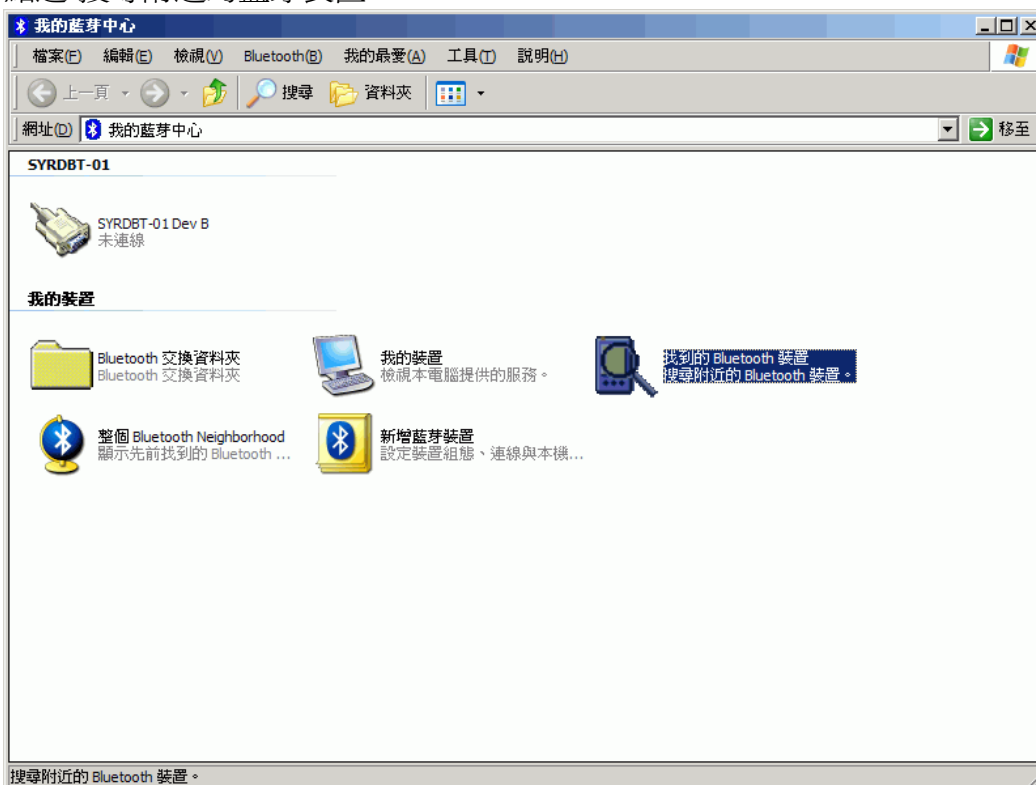 我的藍芽中心
檔案(F) 編輯(E) 檢視(V) Bluetooth(B) 我的最愛(A) 工具(T) 說明(H)
上一頁 搜尋 資料夾
網址(D) 我的藍芽中心 移至
SYRDBT-01
SYRDBT-01 Dev B
未連線
我的裝置
Bluetooth 交換資料夾
Bluetooth 交換資料夾
我的裝置
檢視本電腦提供的服務。
找到的 Bluetooth 裝置
搜尋附近的 Bluetooth 裝置。
整個 Bluetooth Neighborhood
顯示先前找到的 Bluetooth ...
新增藍芽裝置
設定裝置組態、連線與本機...
搜尋附近的 Bluetooth 裝置。